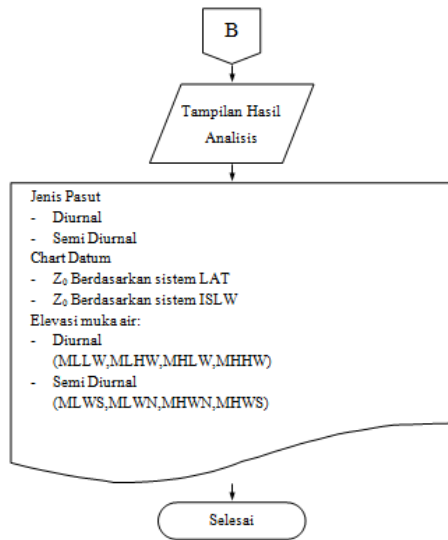 B
Tampilan Hasil
Analisis
Jenis Pasut
- Diurnal
- Semi Diurnal
Chart Datum
- Z₀ Berdasarkan sistem LAT
- Z₀ Berdasarkan sistem ISLW
Elevasi muka air:
- Diurnal
(MLLW,MLHW,MHLW,MHHW)
- Semi Diurnal
(MLWS,MLWN,MHWN,MHWS)
Selesai